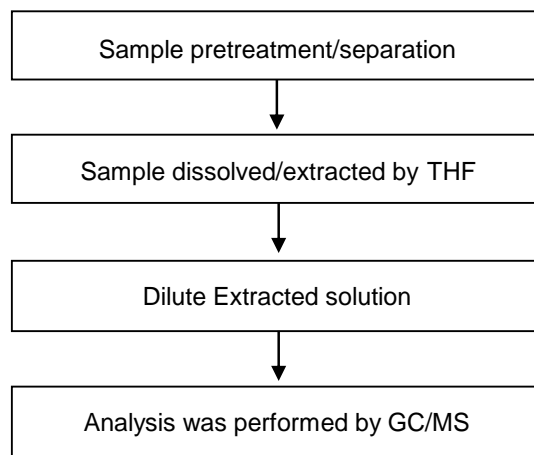 Sample pretreatment/separation
Sample dissolved/extracted by THF
Dilute Extracted solution
Analysis was performed by GC/MS